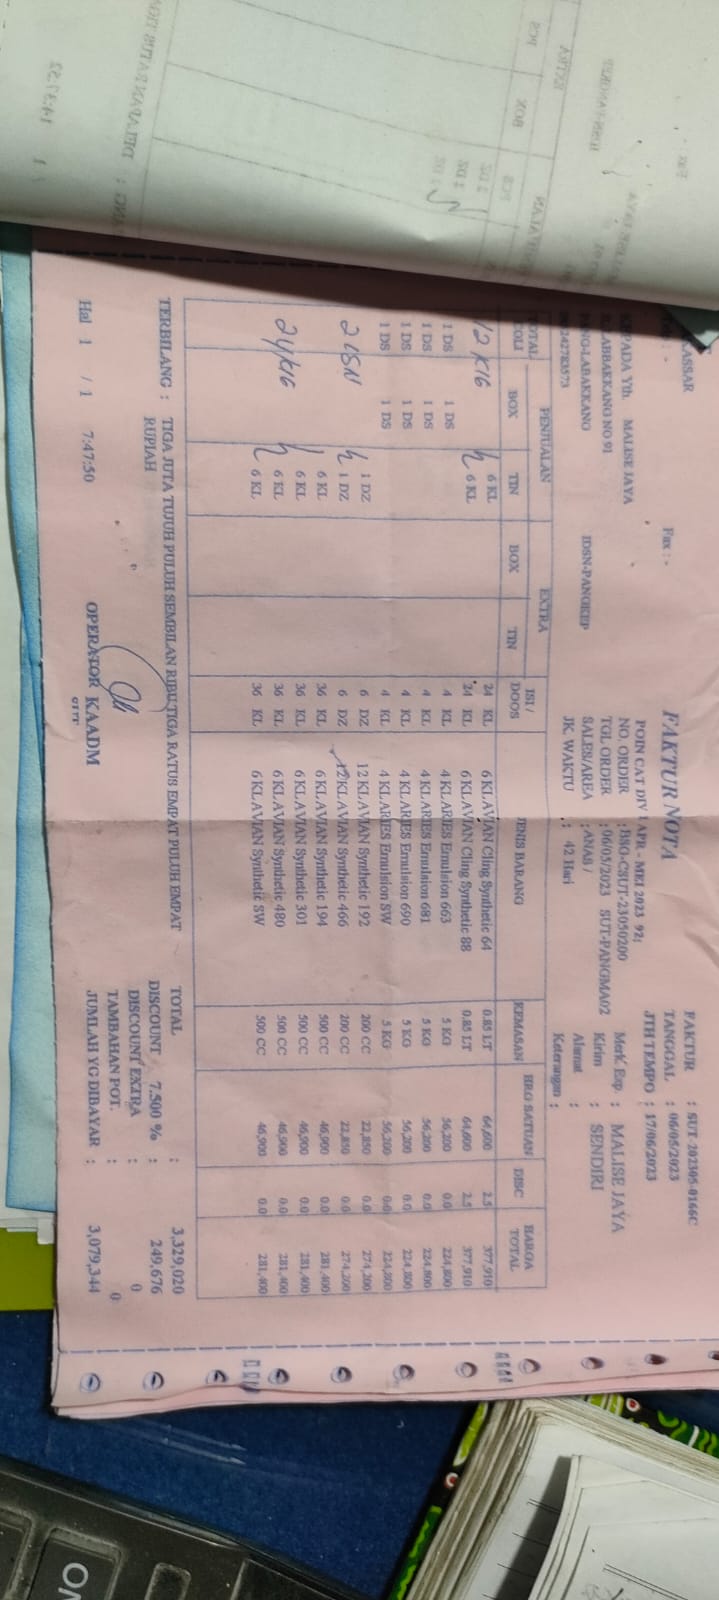 KASSAR
Fax : -
KEPADA Yth. MALISE JAYA
LABBAKKANG NO 91
LABAKKANG IDSN-PANGKEP
FAKTUR NOTA
POIN CAT DIV 1 APR - MEI 2023 92;
NO. ORDER : BSO-CSUT-23050200
TGL ORDER : 06/05/2023 SUT-PANGMA02
SALES/AREA : ANAS /
JK. WAKTU : 42 Hari
FAKTUR : SUT-202305-0166C
TANGGAL : 06/05/2023
JTH TEMPO : 17/06/2023
Merk. Exp. : MALISE JAYA
Kirim : SENDIRI
Alamat :
Keterangan :
TOTAL COLI PENJUALAN EXTRA ISI / DOOS JENIS BARANG KEMASAN HRG SATUAN DISC HARGA TOTAL
BOX TIN BOX TIN
6 KL 24 KL 6 KL AVIAN Cling Synthetic 64 0.85 LT 64,600 2.5 377,910
12 K16 6 KL 24 KL 6 KL AVIAN Cling Synthetic 88 0.85 LT 64,600 2.5 377,910
1 DS 1 DS 4 KL 4 KL ARIES Emulsion 663 5 KG 56,200 0.0 224,800
1 DS 1 DS 4 KL 4 KL ARIES Emulsion 681 5 KG 56,200 0.0 224,800
1 DS 1 DS 4 KL 4 KL ARIES Emulsion 690 5 KG 56,200 0.0 224,800
1 DS 1 DS 4 KL 4 KL ARIES Emulsion SW 5 KG 56,200 0.0 224,800
1 DZ 6 DZ 12 KL AVIAN Synthetic 192 200 CC 22,850 0.0 274,200
1 DZ 6 DZ 12 KL AVIAN Synthetic 466 200 CC 22,850 0.0 274,200
6 KL 36 KL 6 KL AVIAN Synthetic 194 500 CC 46,900 0.0 281,400
6 KL 36 KL 6 KL AVIAN Synthetic 301 500 CC 46,900 0.0 281,400
24 K16 6 KL 36 KL 6 KL AVIAN Synthetic 480 500 CC 46,900 0.0 281,400
6 KL 36 KL 6 KL AVIAN Synthetic SW 500 CC 46,900 0.0 281,400
TERBILANG : TIGA JUTA TUJUH PULUH SEMBILAN RIBU TIGA RATUS EMPAT PULUH EMPAT
RUPIAH
TOTAL : 3,329,020
DISCOUNT 7.500 % : 249,676
DISCOUNT EXTRA : 0
TAMBAHAN POT. : 0
JUMLAH YG DIBAYAR : 3,079,344
Hal 1 / 1 7:47:50
OPERATOR KAADM